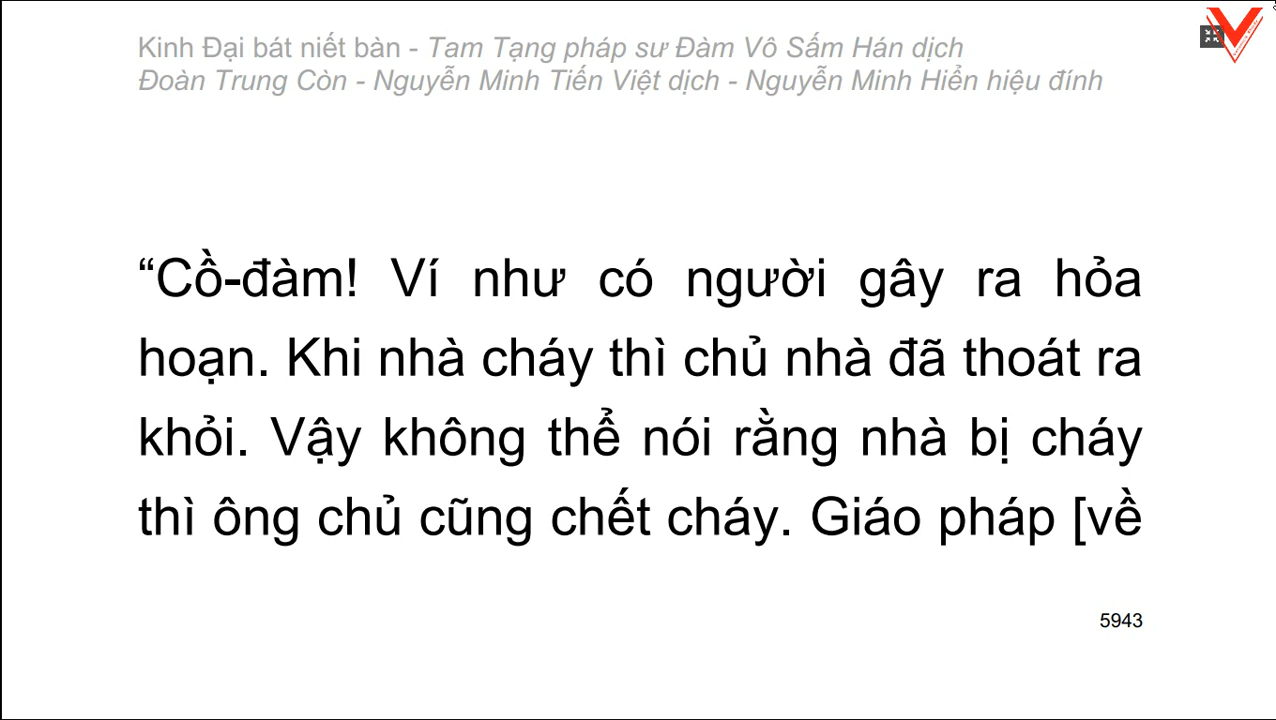 Kinh Đại bát niết bàn - Tam Tạng pháp sư Đàm Vô Sấm Hán dịch
Đoàn Trung Còn - Nguyễn Minh Tiến Việt dịch - Nguyễn Minh Hiển hiệu đính
“Cồ-đàm! Ví như có người gây ra hỏa
hoạn. Khi nhà cháy thì chủ nhà đã thoát ra
khỏi. Vậy không thể nói rằng nhà bị cháy
thì ông chủ cũng chết cháy. Giáo pháp [về
5943